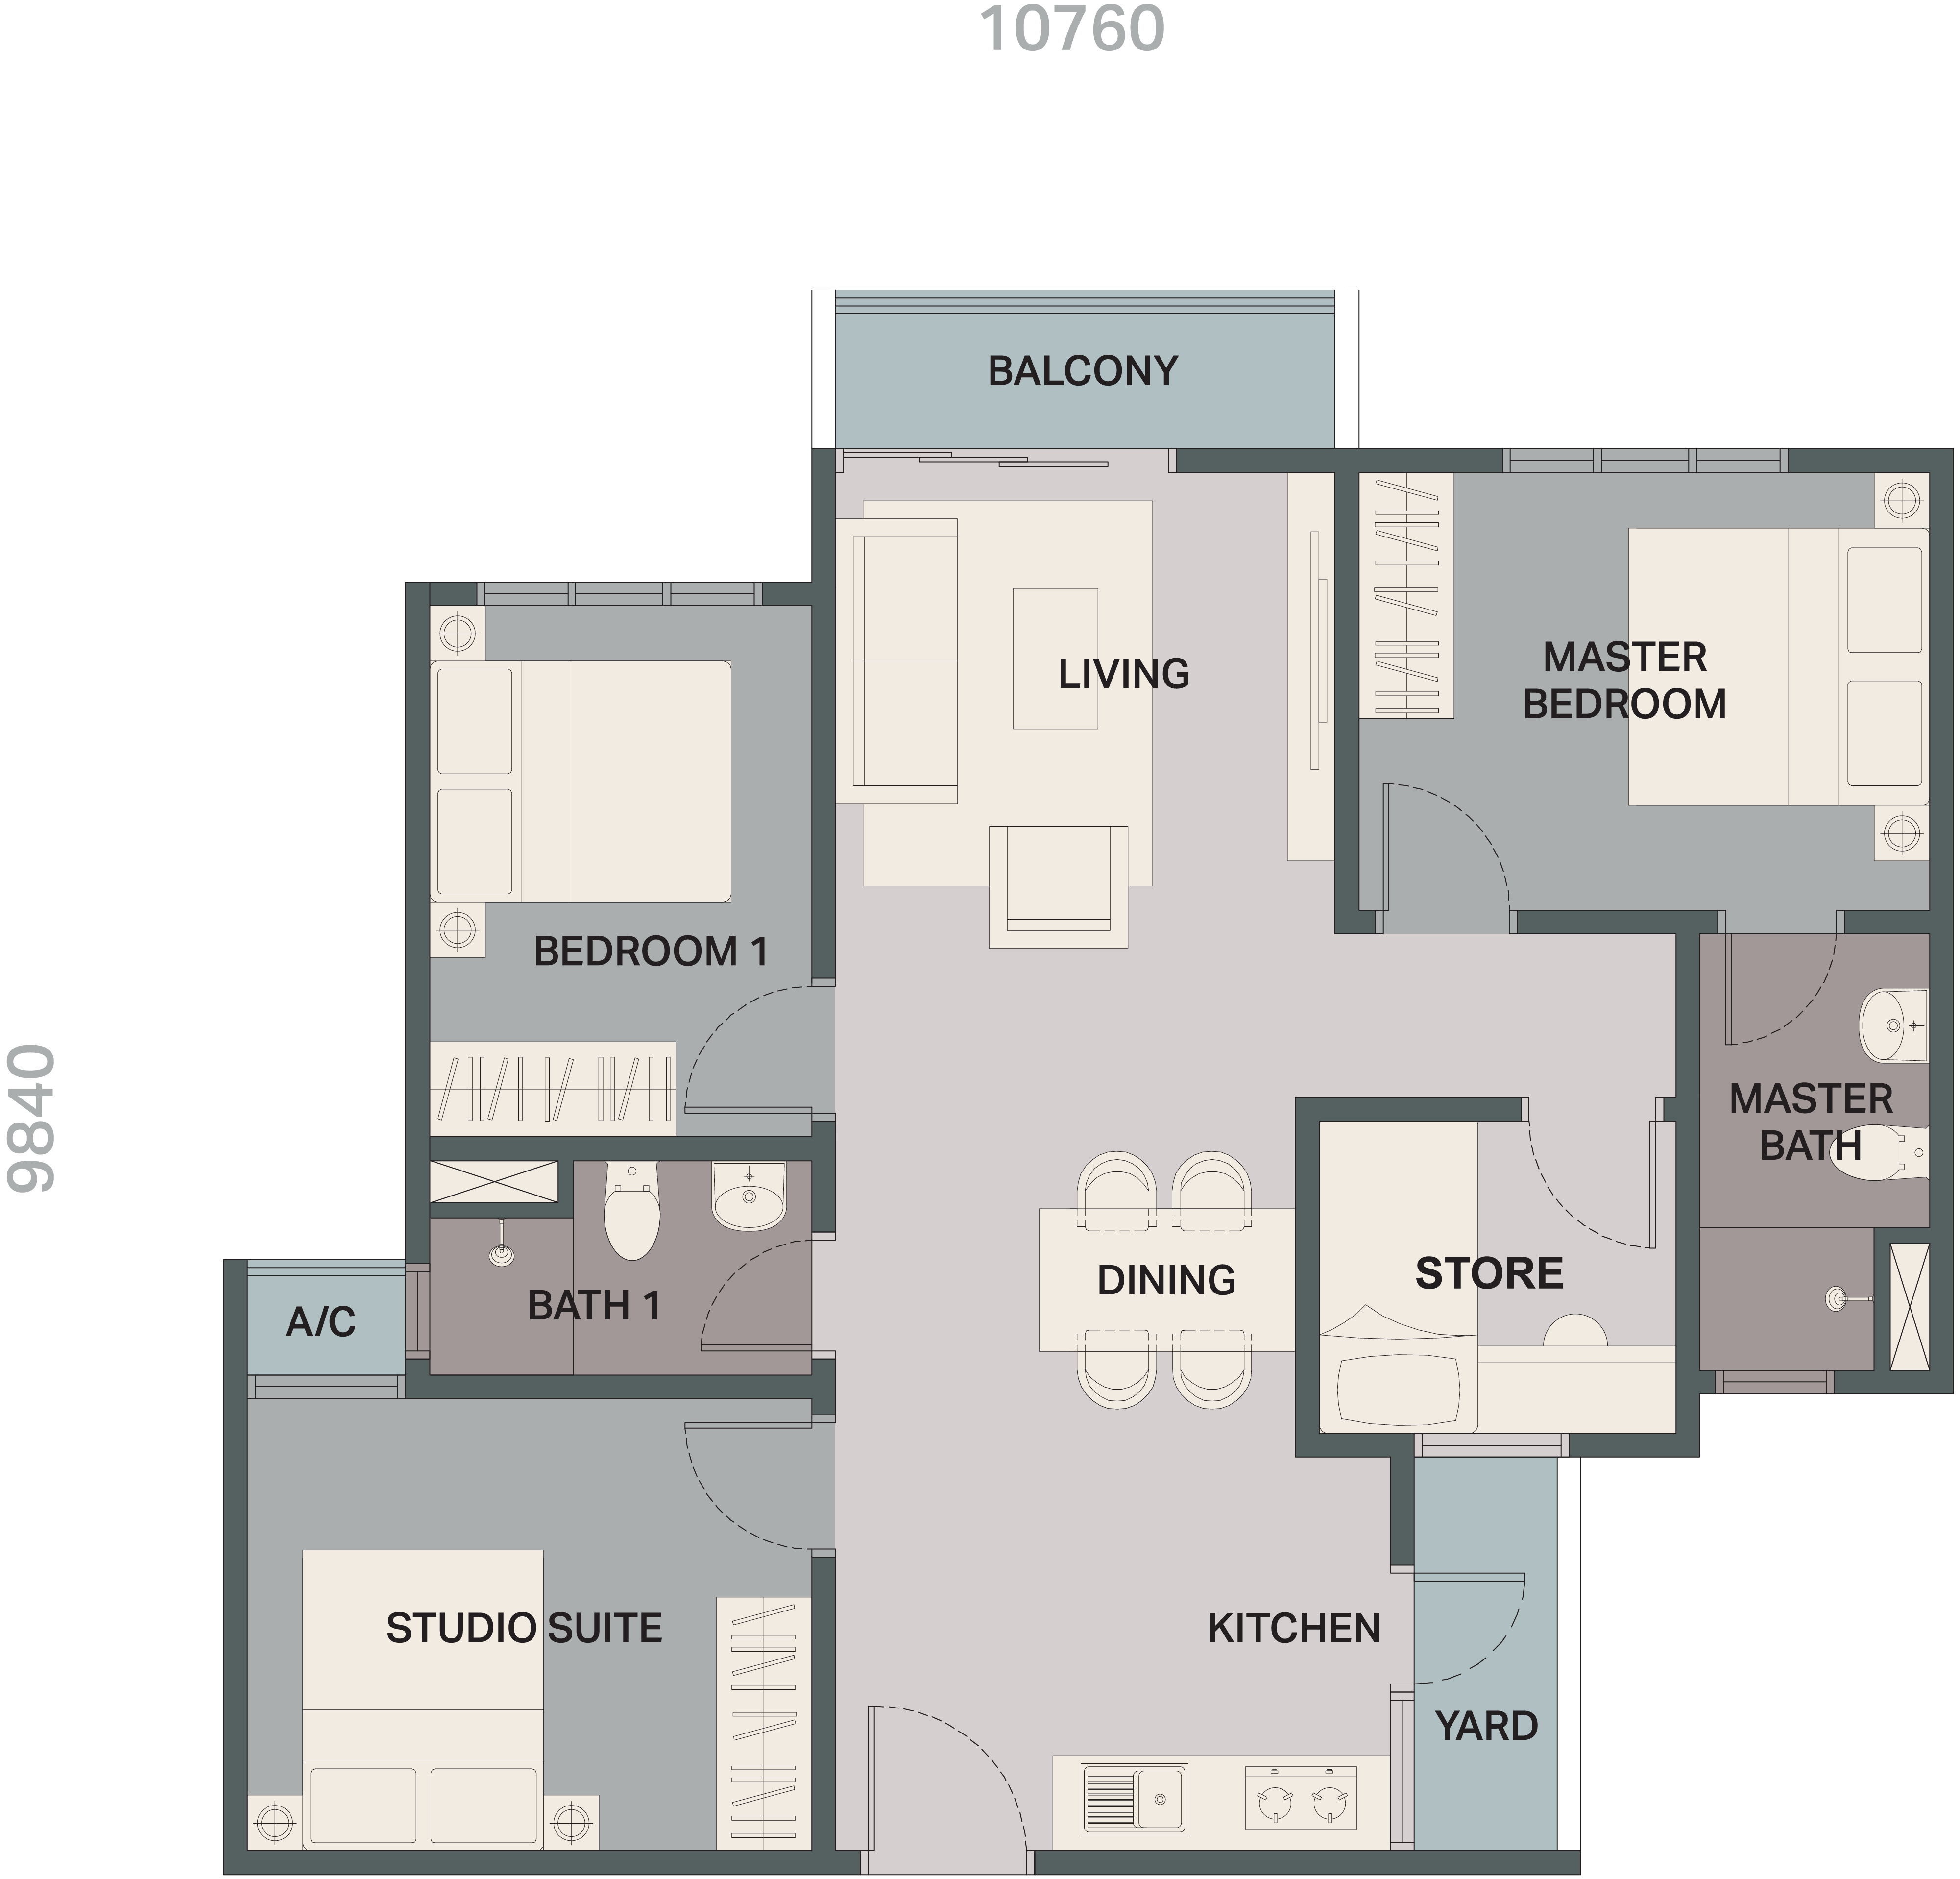 10760
BALCONY
LIVING
MASTER
BEDROOM
BEDROOM 1
9840
MASTER
BATH
DINING
STORE
BATH 1
A/C
STUDIO SUITE
KITCHEN
YARD